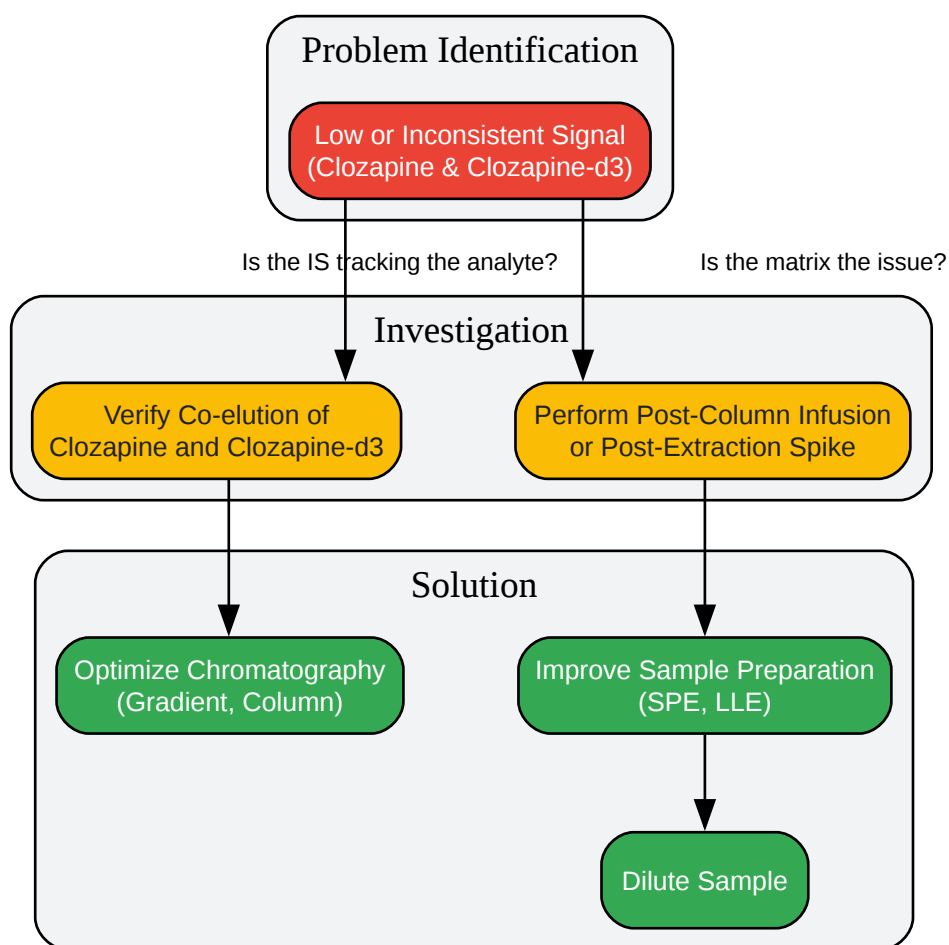 Problem Identification
Low or Inconsistent Signal
(Clozapine & Clozapine-d3)
Is the IS tracking the analyte?
Is the matrix the issue?
Investigation
Verify Co-elution of
Clozapine and Clozapine-d3
Perform Post-Column Infusion
or Post-Extraction Spike
Solution
Optimize Chromatography
(Gradient, Column)
Improve Sample Preparation
(SPE, LLE)
Dilute Sample